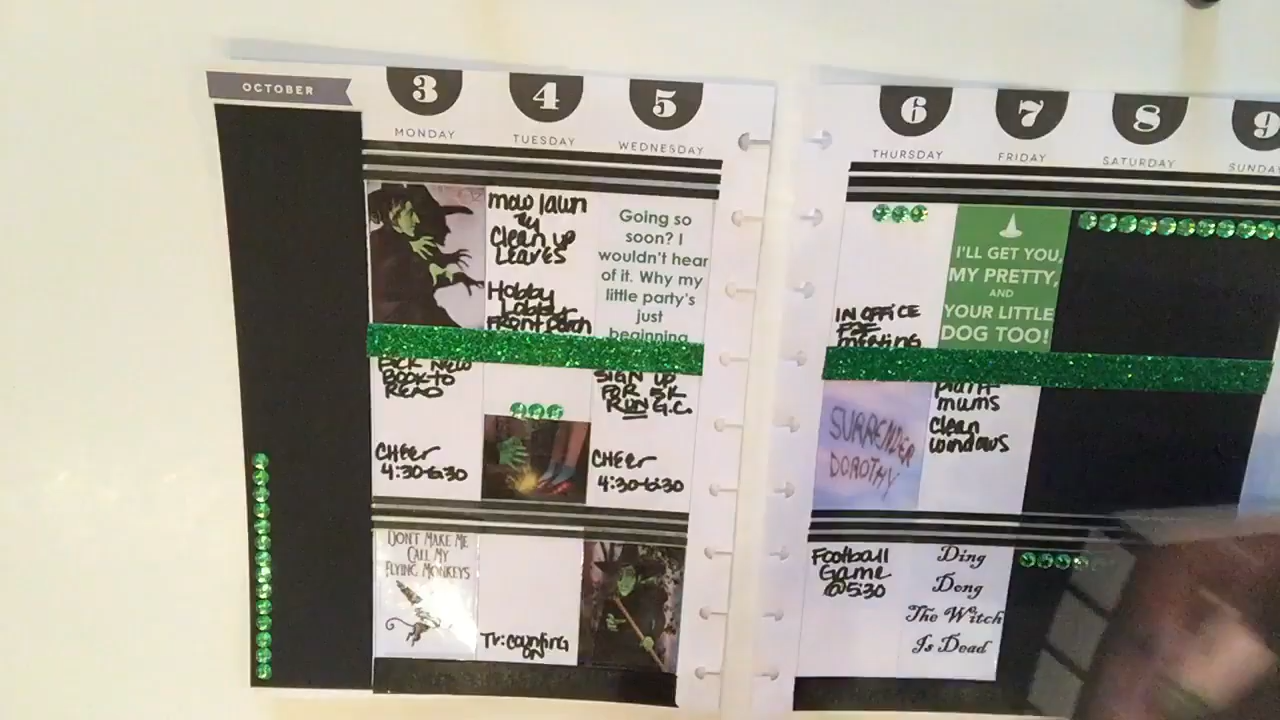 OCTOBER
3
MONDAY
4
TUESDAY
5
WEDNESDAY
6
THURSDAY
7
FRIDAY
8
SATURDAY
9
SUNDAY
mow lawn
Clean up
Leaves
Hobby
Lobby
Front Porch
Going so
soon? I
wouldn't hear
of it. Why my
little party's
just
beginning
Pick New
Book to
Read
CHEER
4:30-6:30
SIGN UP
FOR 5K
RUN G.C.
CHEER
4:30-6:30
DON'T MAKE ME
CALL MY
FLYING MONKEYS
IN OFFICE
FOR
meeting
I'LL GET YOU,
MY PRETTY,
AND
YOUR LITTLE
DOG TOO!
SURRENDER
DOROTHY
plant
mums
clean
windows
Football
Game
@5:30
Ding
Dong
The Witch
Is Dead